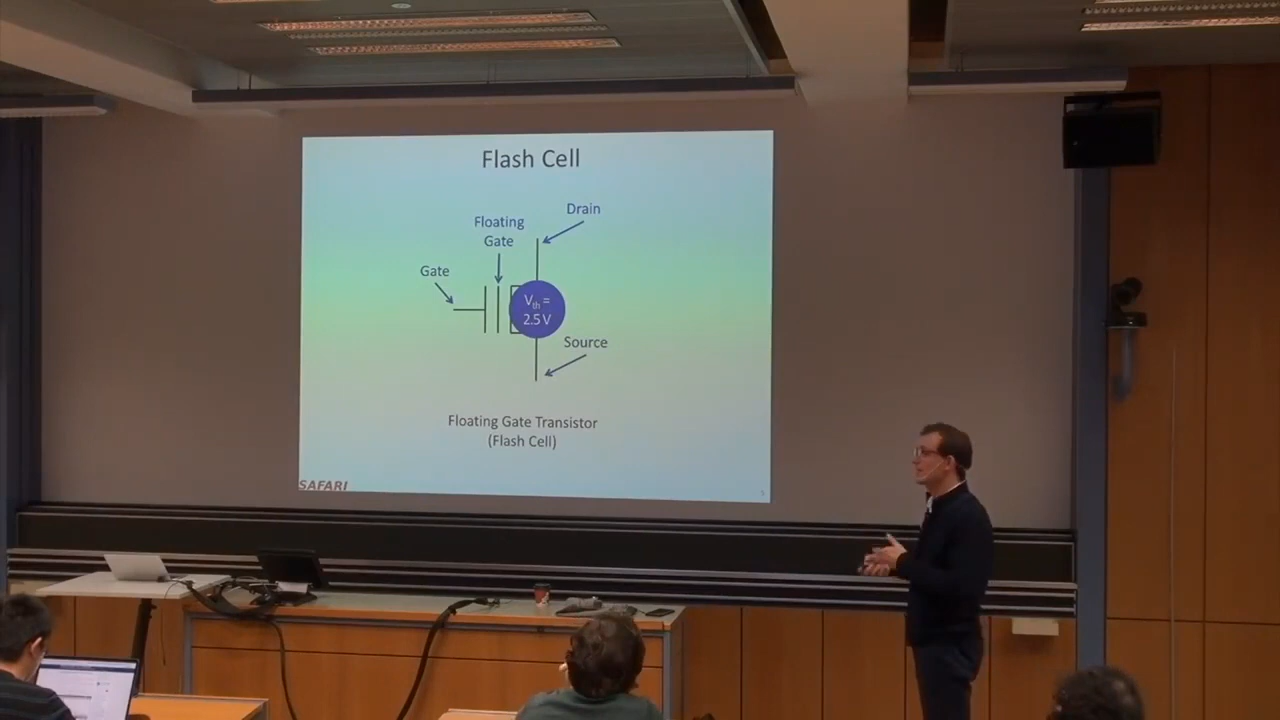 Flash Cell
Drain
Floating
Gate
Gate
Vth =
2.5 V
Source
Floating Gate Transistor
(Flash Cell)
SAFARI